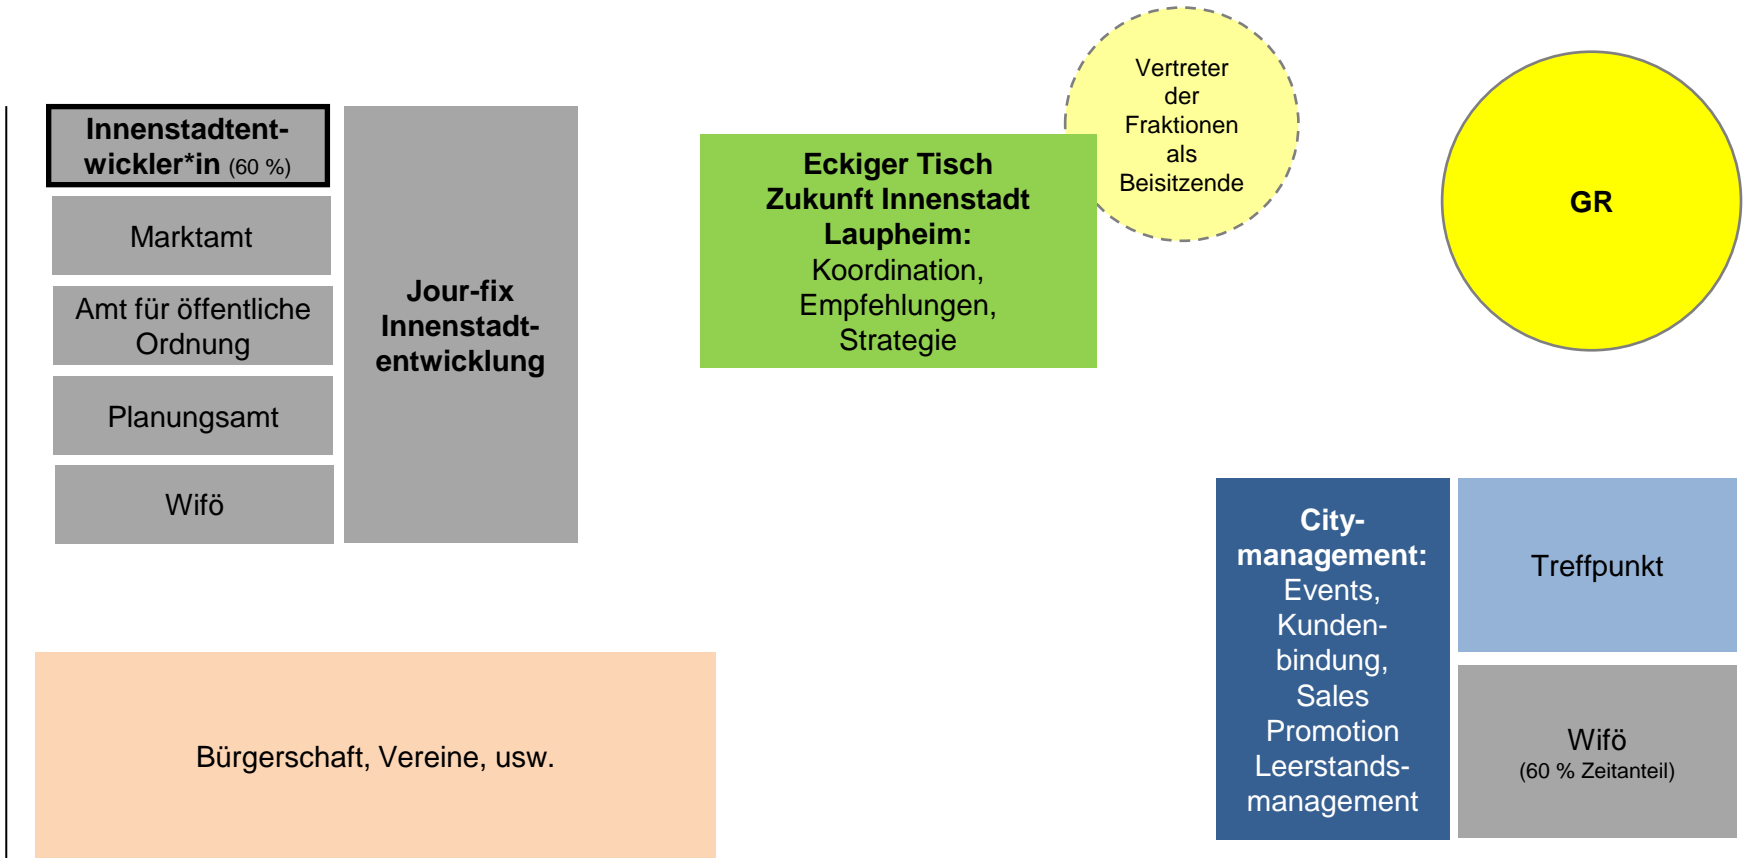 Innenstadtent-
wickler*in (60 %)
Marktamt
Amt für öffentliche
Ordnung
Planungsamt
Wifö
Jour-fix
Innenstadt-
entwicklung
Eckiger Tisch
Zukunft Innenstadt
Laupheim:
Koordination,
Empfehlungen,
Strategie
Vertreter
der
Fraktionen
als
Beisitzende
GR
Bürgerschaft, Vereine, usw.
City-
management:
Events,
Kunden-
bindung,
Sales
Promotion
Leerstands-
management
Treffpunkt
Wifö
(60 % Zeitanteil)